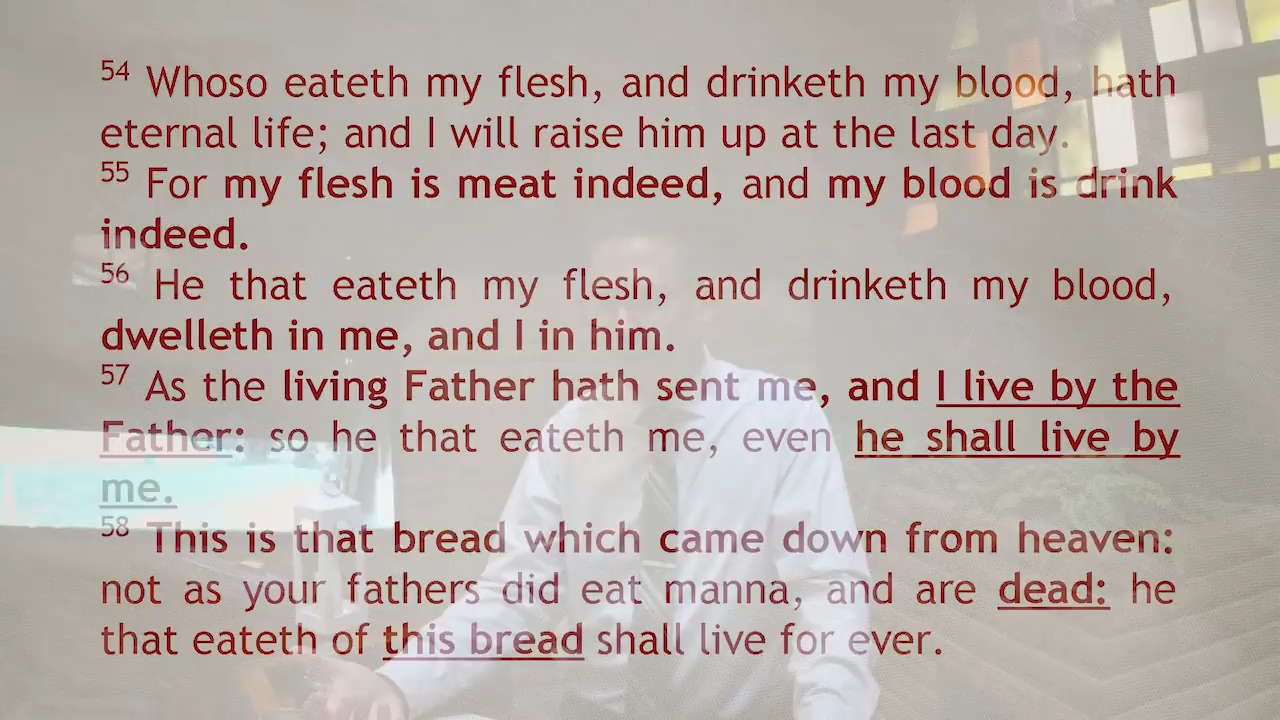 54 Whoso eateth my flesh, and drinketh my blood, hath
eternal life; and I will raise him up at the last day.
55 For my flesh is meat indeed, and my blood is drink
indeed.
56 He that eateth my flesh, and drinketh my blood,
dwelleth in me, and I in him.
57 As the living Father hath sent me, and I live by the
Father: so he that eateth me, even he shall live by
me.
58 This is that bread which came down from heaven:
not as your fathers did eat manna, and are dead: he
that eateth of this bread shall live for ever.